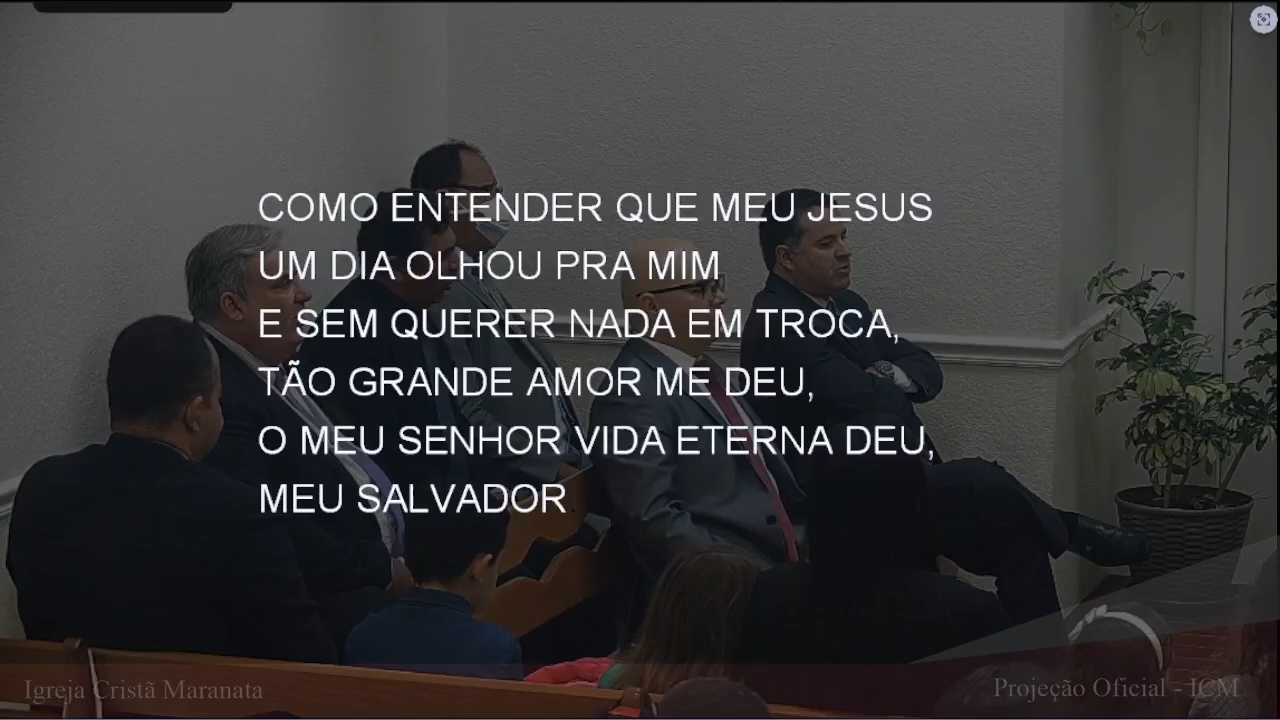 COMO ENTENDER QUE MEU JESUS
UM DIA OLHOU PRA MIM
E SEM QUERER NADA EM TROCA,
TÃO GRANDE AMOR ME DEU,
O MEU SENHOR VIDA ETERNA DEU,
MEU SALVADOR.
Igreja Cristã Maranata
Projeção Oficial - ICM